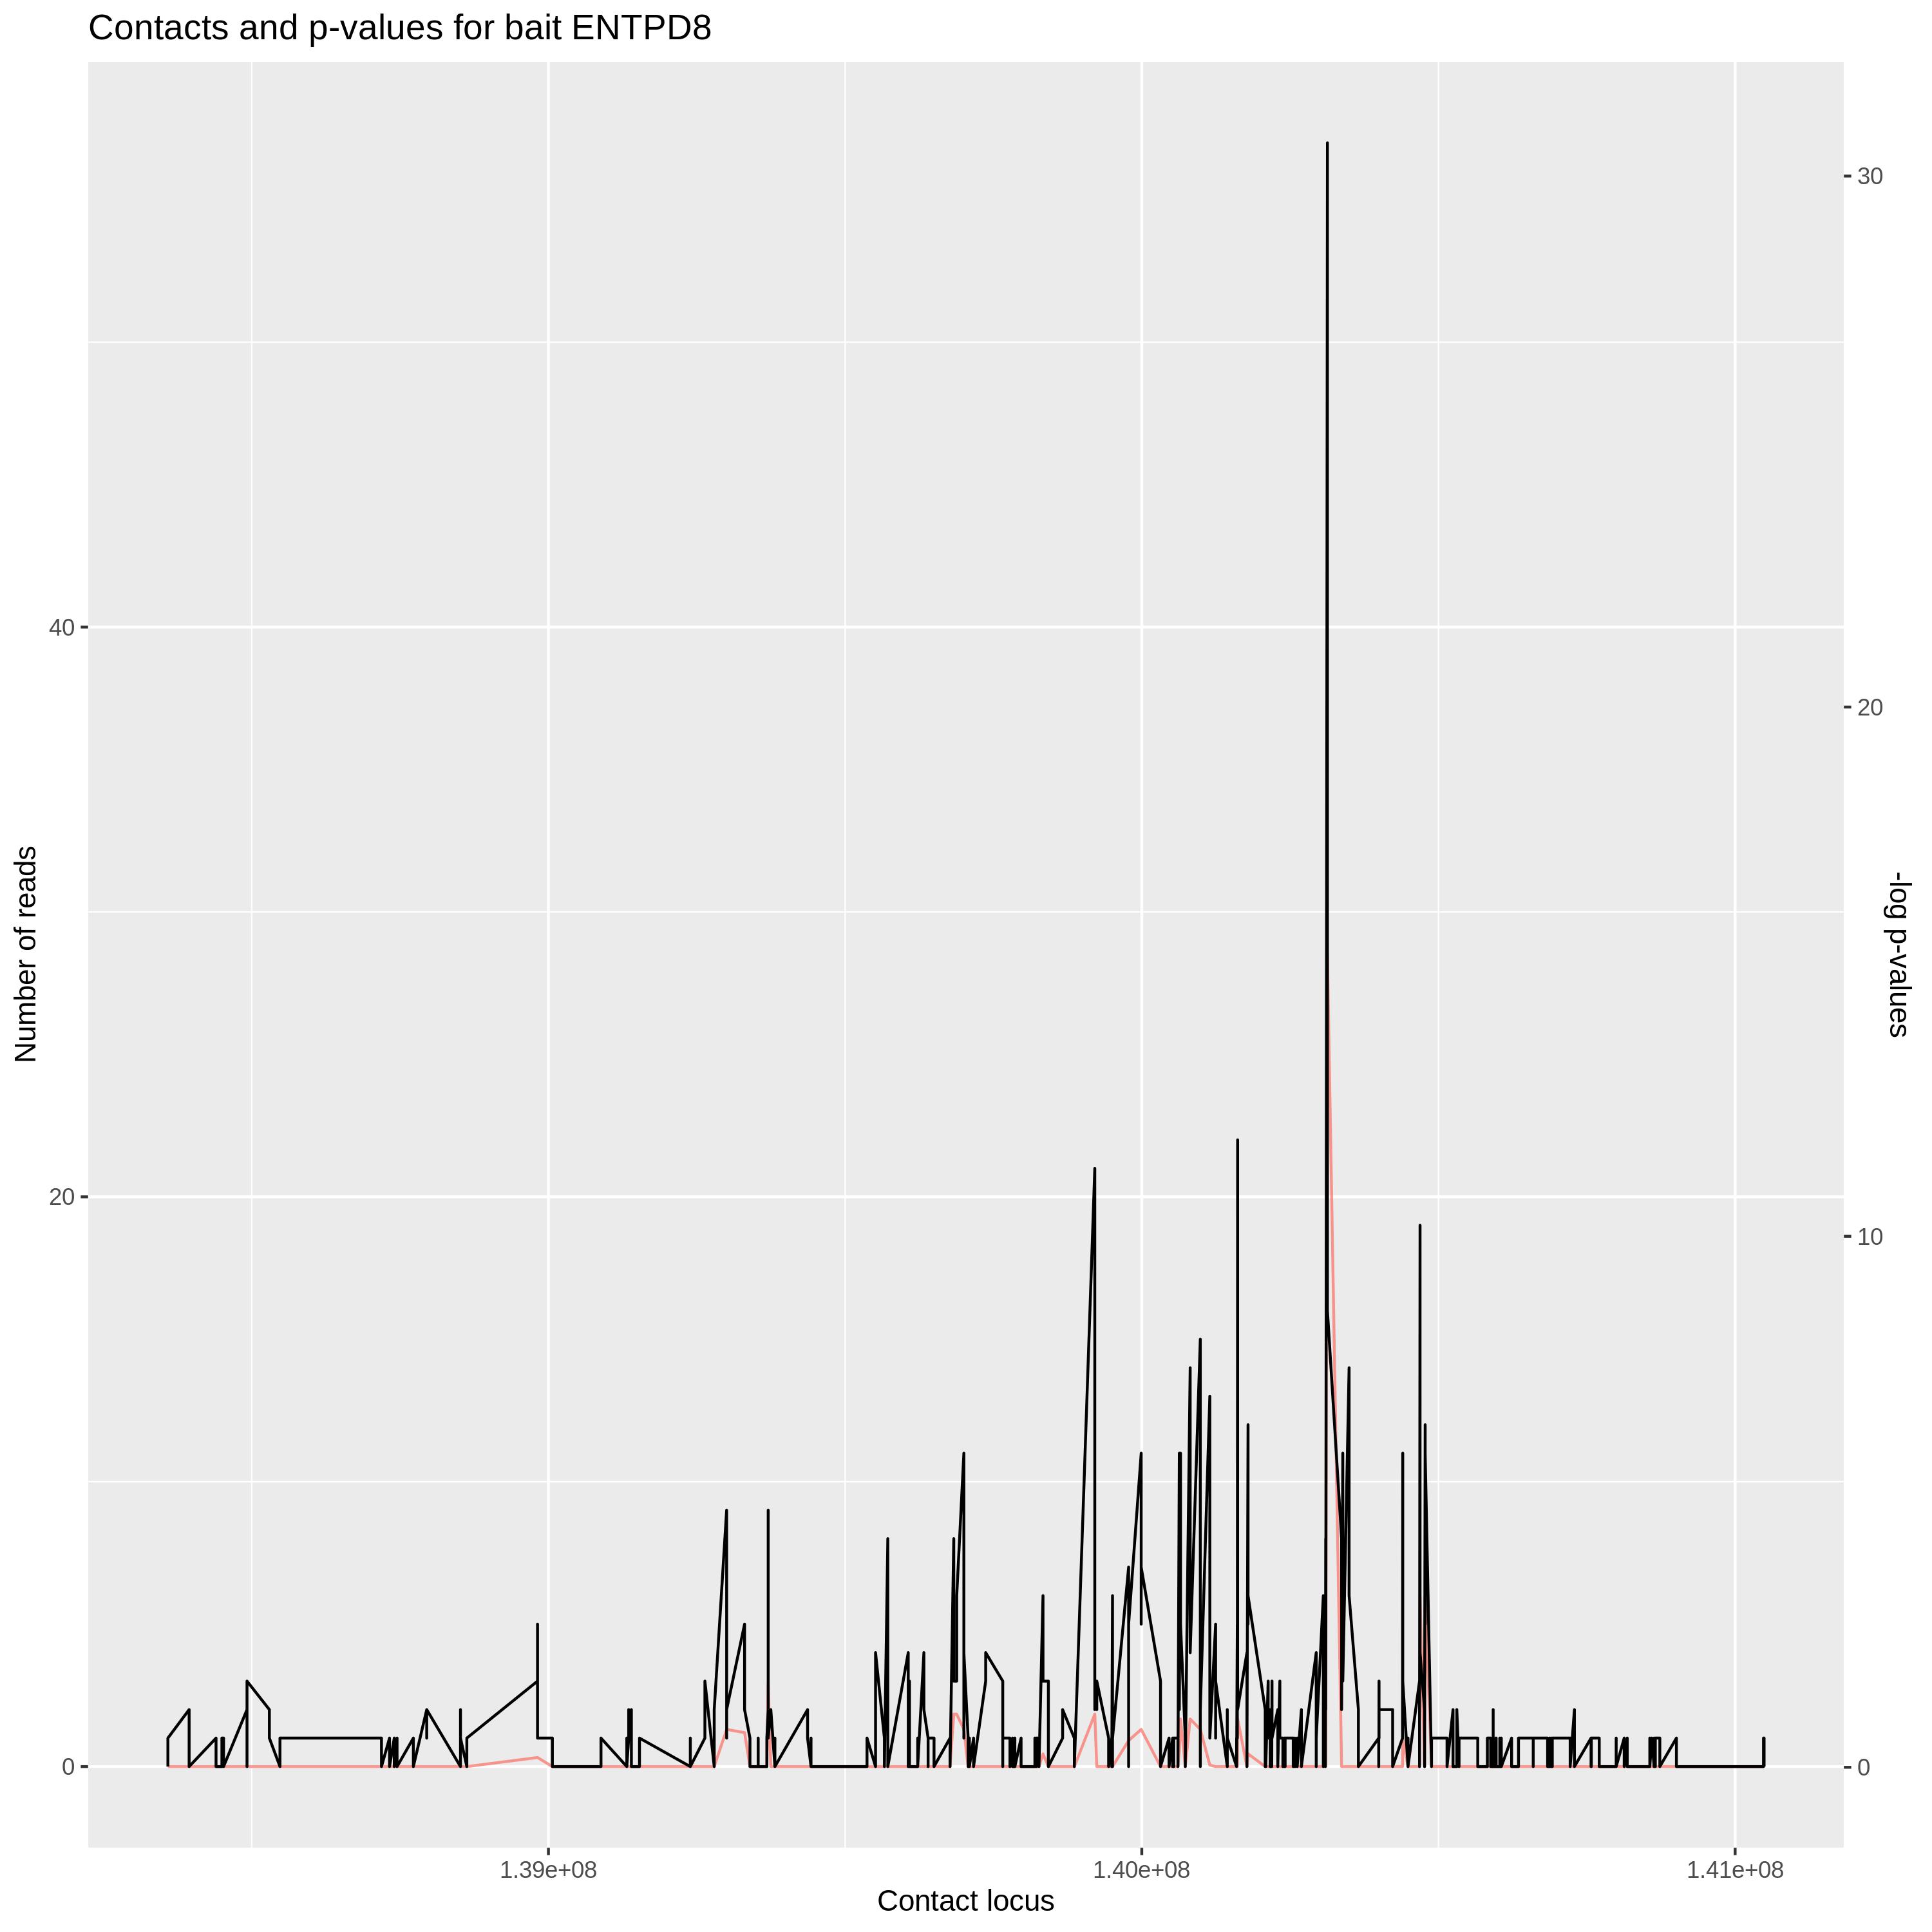 Contacts and p-values for bait ENTPD8
30
40
20
20
10
0
0
Number of reads
-log p-values
1.39e+08
1.40e+08
1.41e+08
Contact locus